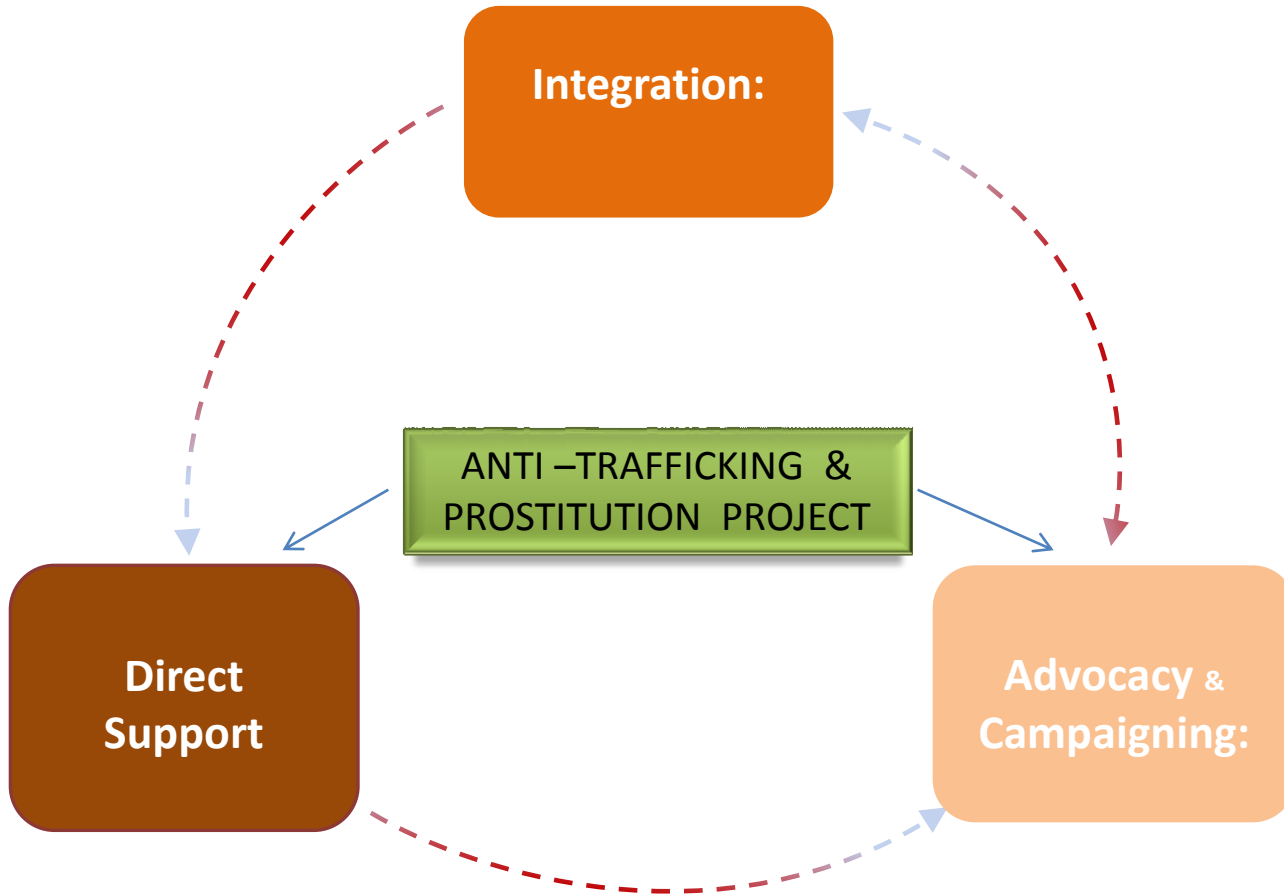 Integration:
ANTI –TRAFFICKING &
PROSTITUTION PROJECT
Direct
Support
Advocacy &
Campaigning: